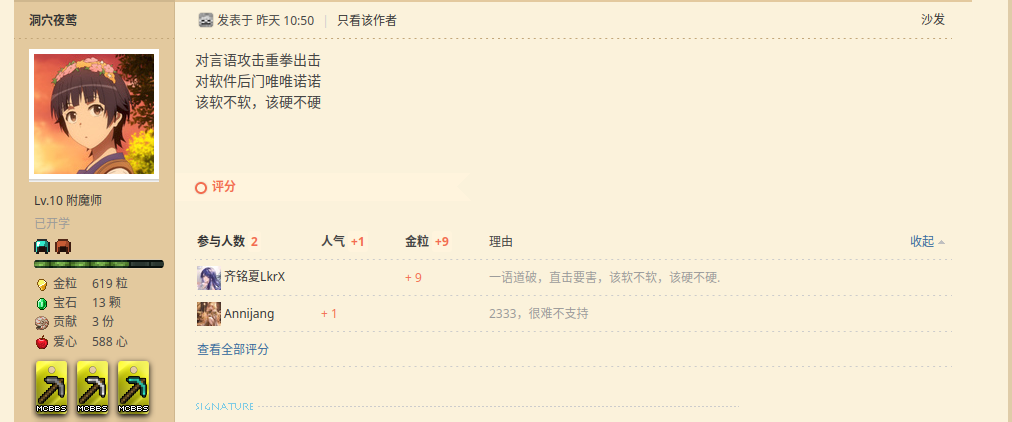 洞穴夜莺
发表于 昨天 10:50 | 只看该作者
沙发
对言语攻击重拳出击
对软件后门唯唯诺诺
该软不软，该硬不硬
评分
Lv.10 附魔师
已开学
金粒 619 粒
宝石 13 颗
贡献 3 份
爱心 588 心
MCBBS MCBBS MCBBS
参与人数 2 人气 +1 金粒 +9 理由 收起
齐铭夏LkrX + 9 一语道破，直击要害，该软不软，该硬不硬.
Annijang + 1 2333，很难不支持
查看全部评分
SIGNATURE